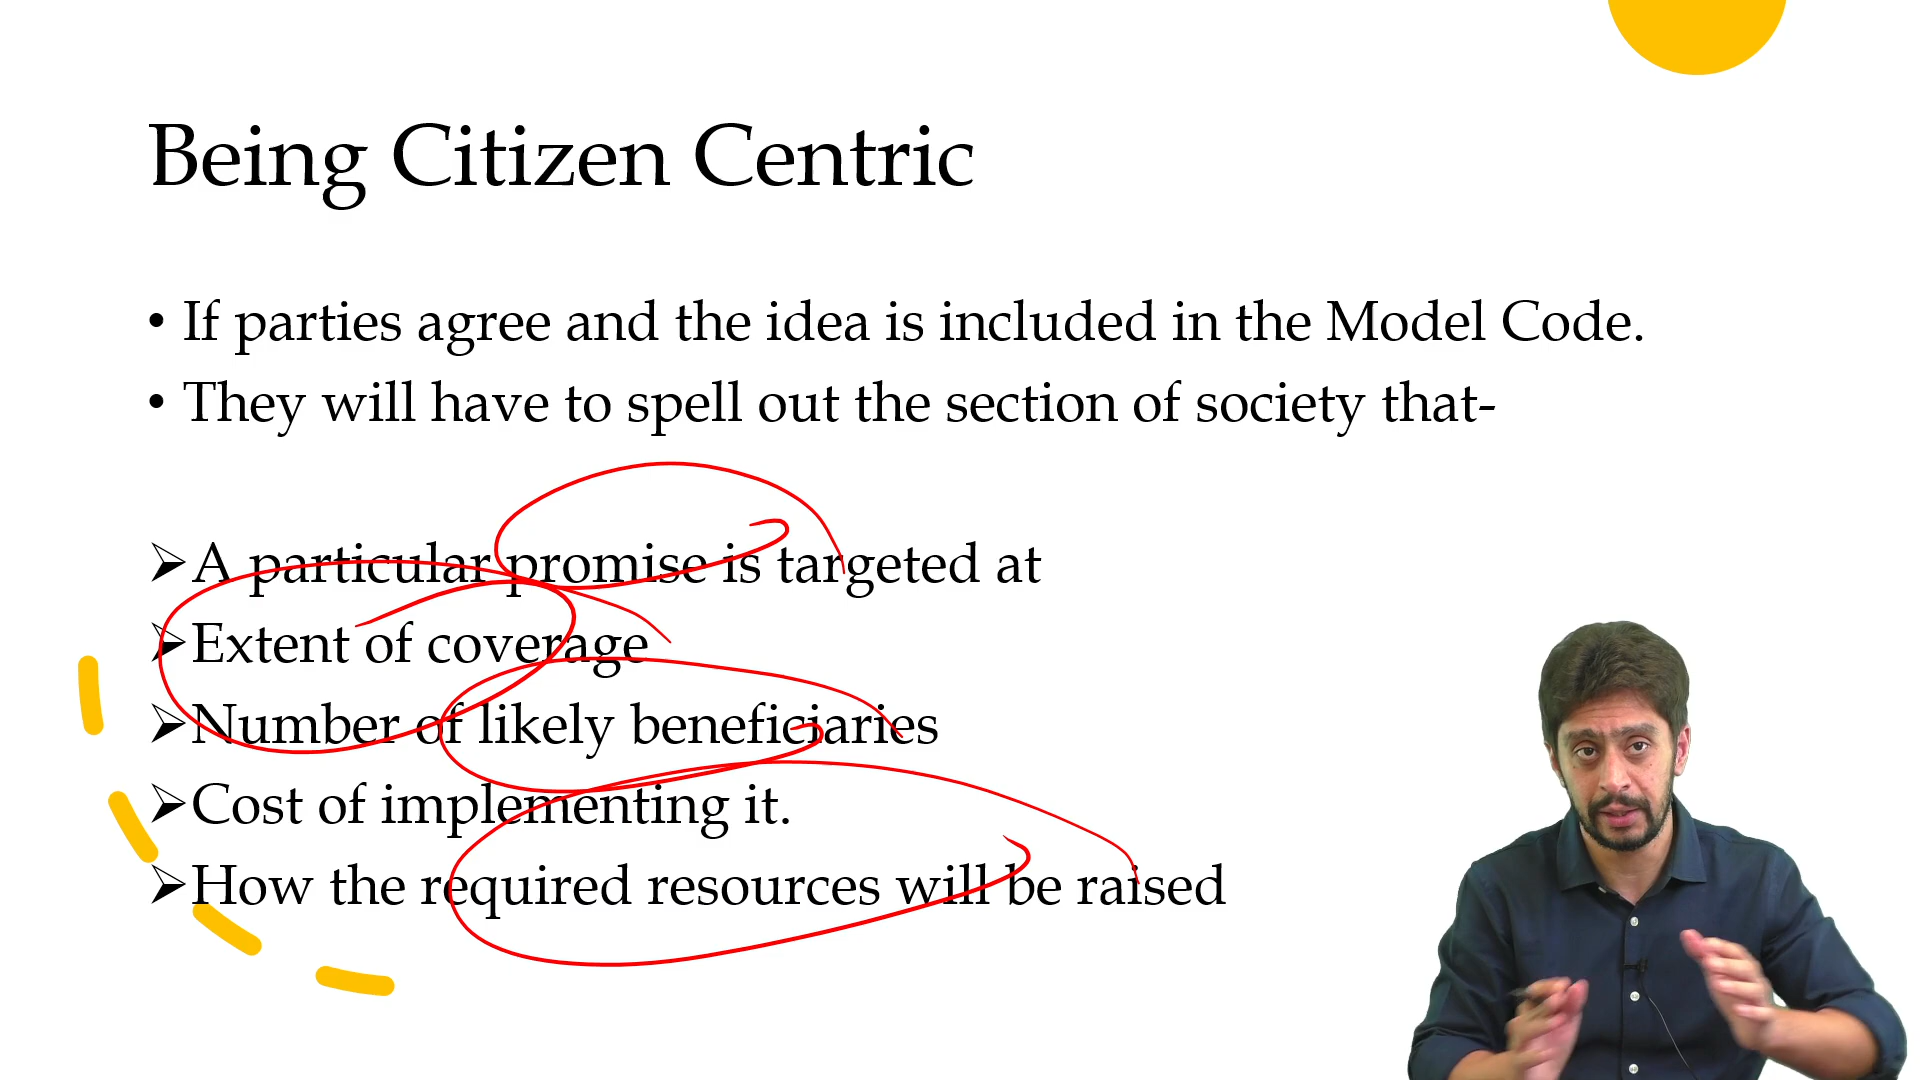 Being Citizen Centric
• If parties agree and the idea is included in the Model Code.
• They will have to spell out the section of society that-
➢A particular promise is targeted at
➢Extent of coverage
➢Number of likely beneficiaries
➢Cost of implementing it.
➢How the required resources will be raised